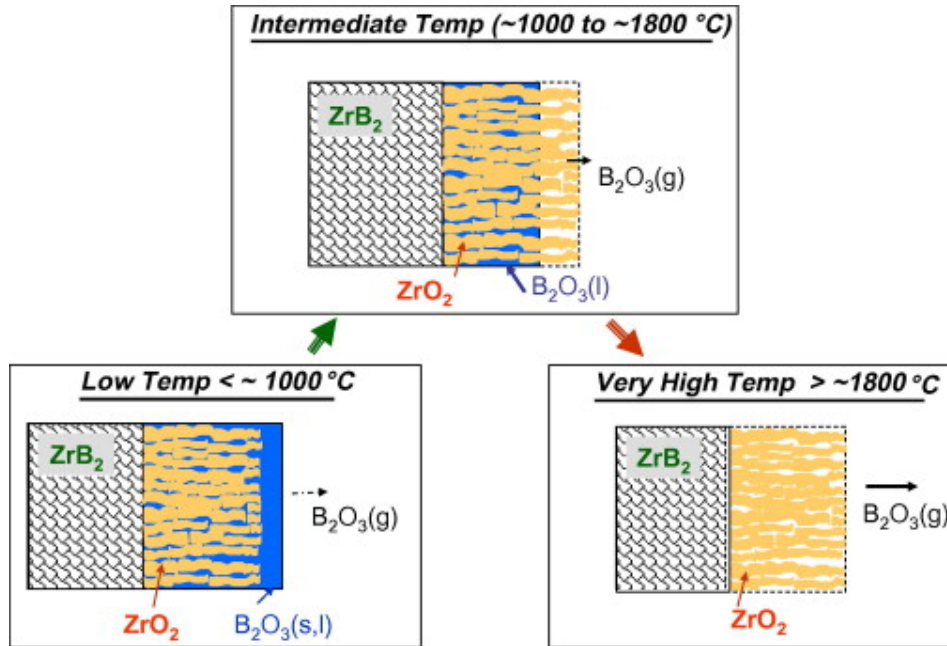 Intermediate Temp (~1000 to ~1800 °C)
ZrB₂
B₂O₃(g)
ZrO₂
B₂O₃(l)
Low Temp < ~ 1000 °C
ZrB₂
B₂O₃(g)
ZrO₂
B₂O₃(s,l)
Very High Temp > ~1800 °C
ZrB₂
B₂O₃(g)
ZrO₂